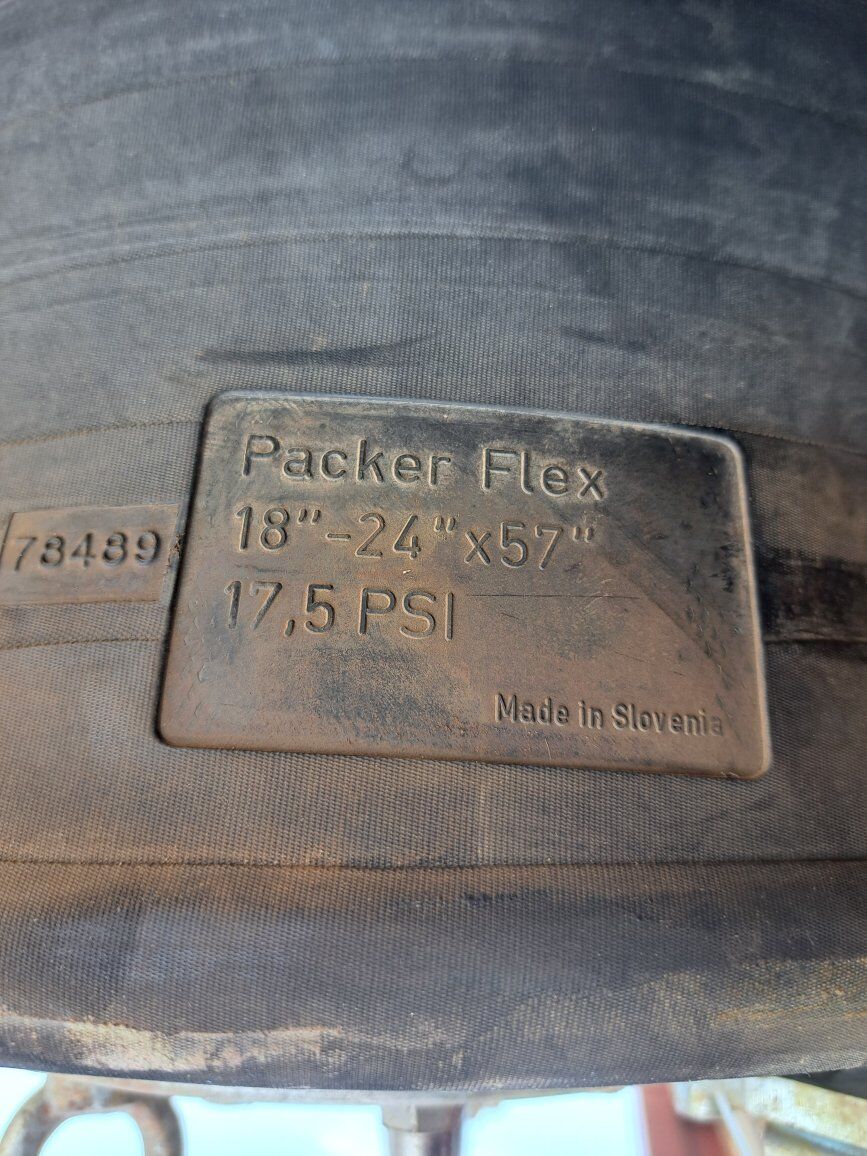 Packer Flex
18"-24"x57"
78489
17,5 PSI
Made in Slovenia